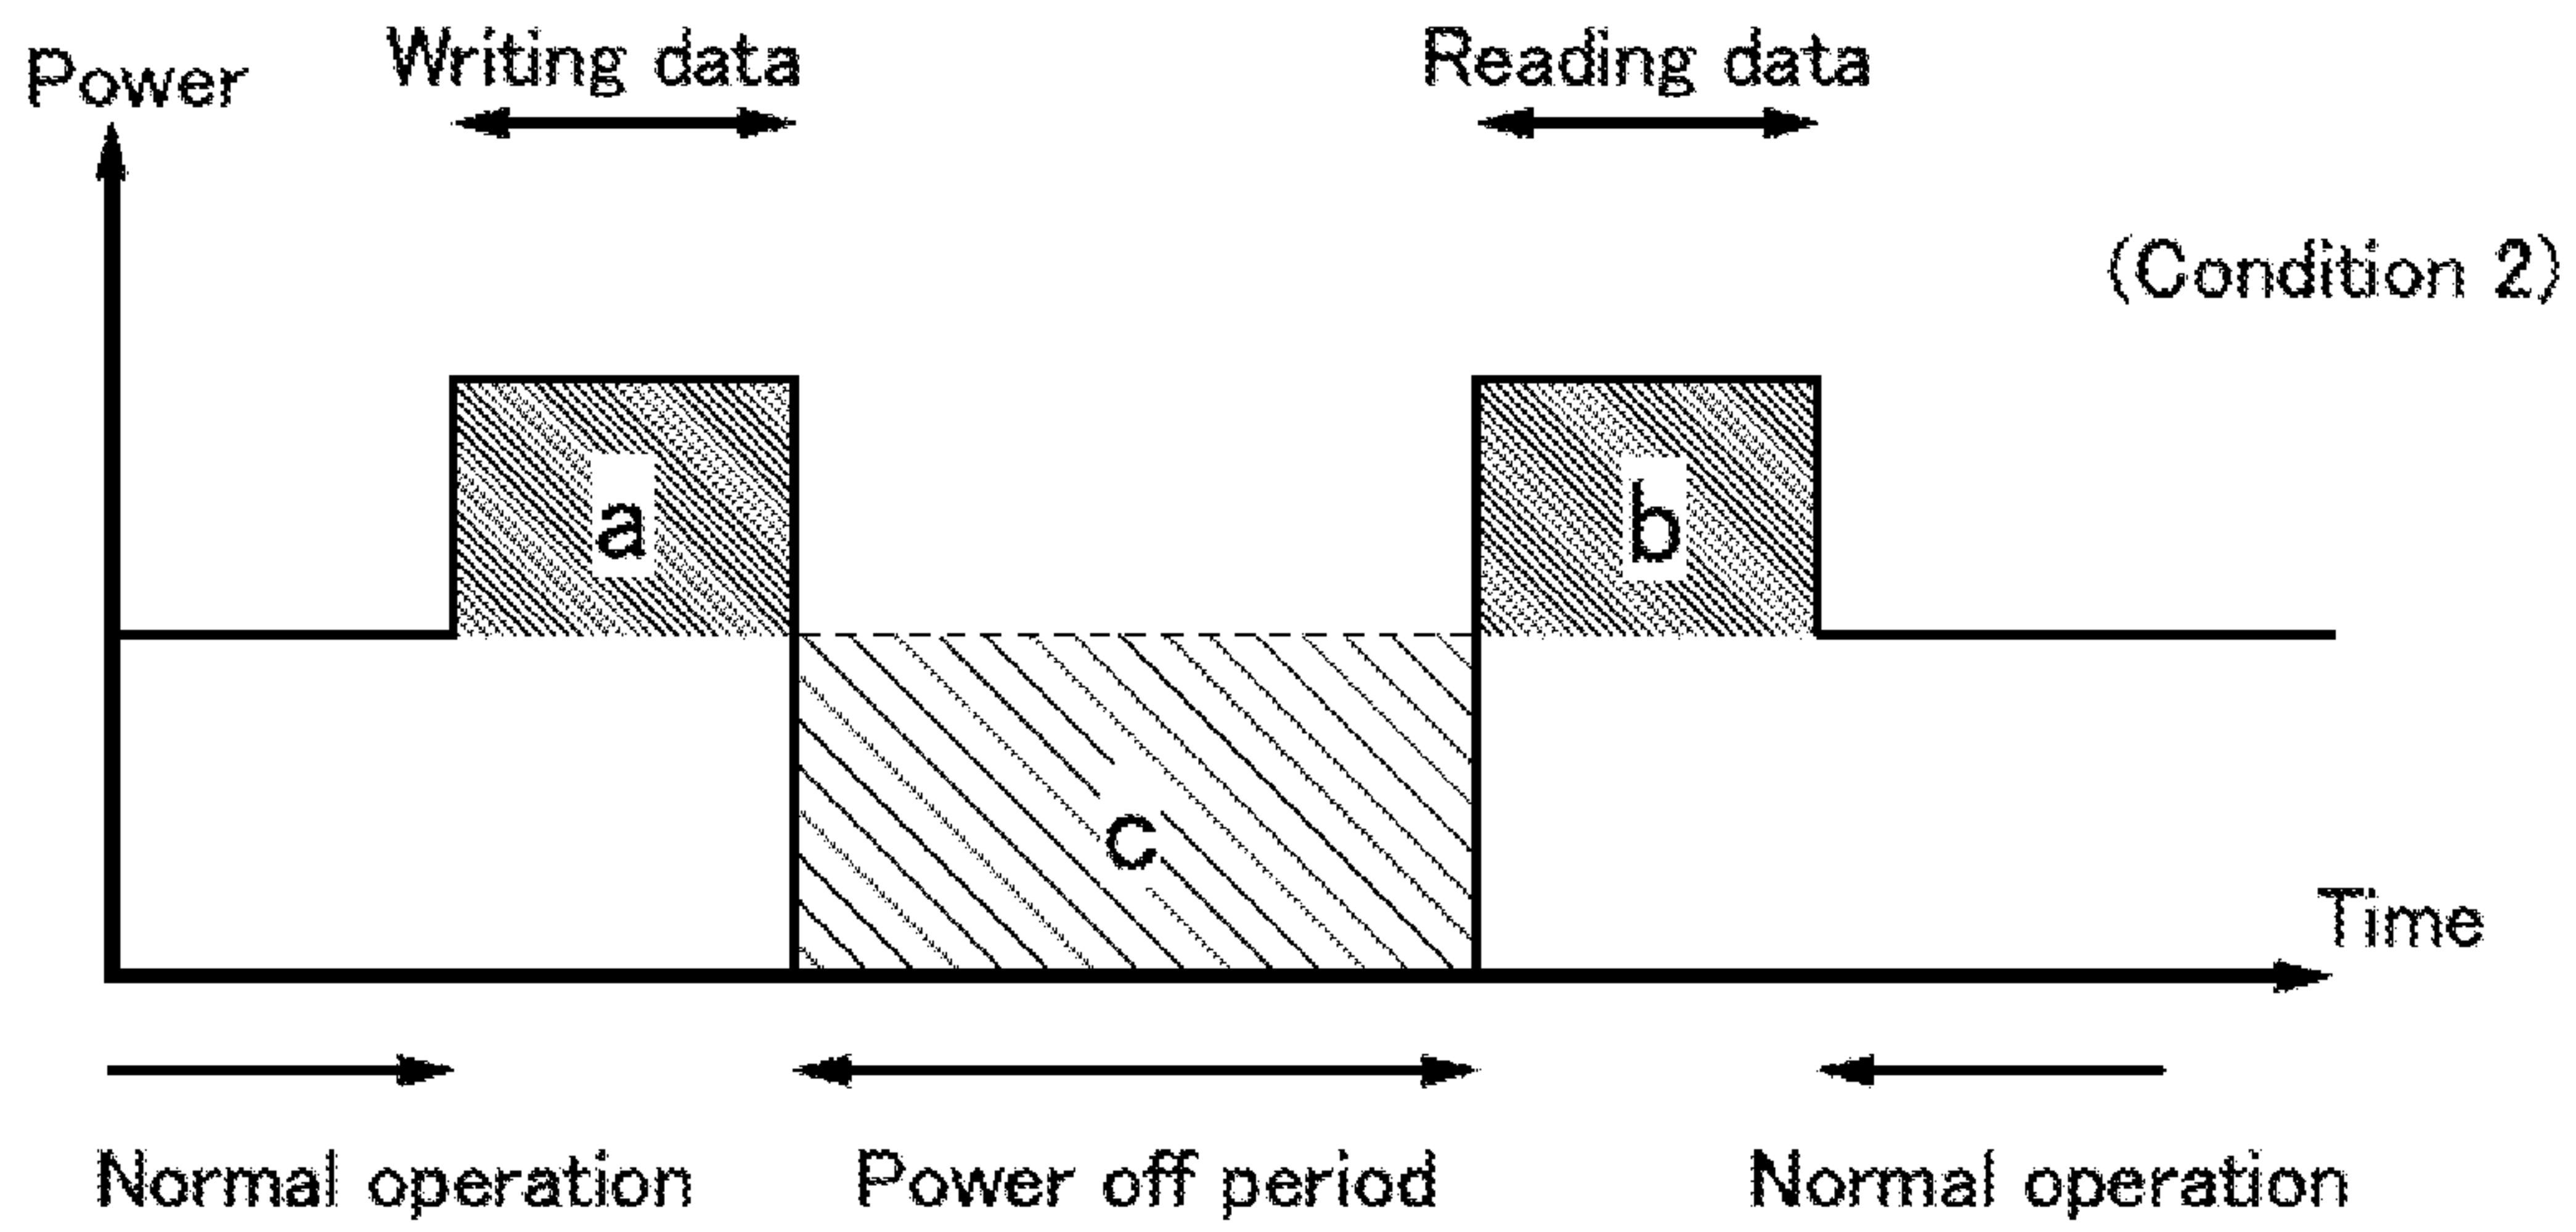 Power
Writing data
Reading data
(Condition 2)
a
b
c
Time
Normal operation
Power off period
Normal operation